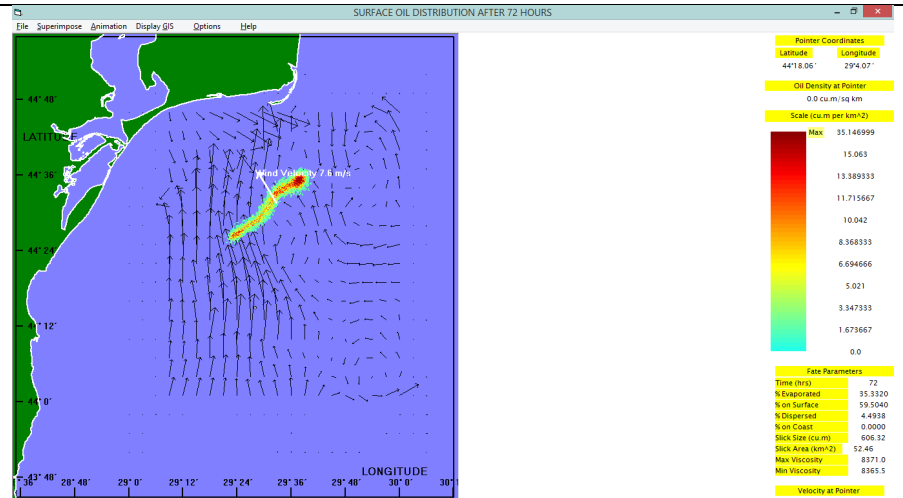 SURFACE OIL DISTRIBUTION AFTER 72 HOURS
File Superimpose Animation Display GIS Options Help
44° 48′
LATITUDE
44° 36′
Wind Velocity 7.6 m/s
44° 24′
44° 12′
44° 0′
LONGITUDE
43° 48′
28° 36′ 28° 48′ 29° 0′ 29° 12′ 29° 24′ 29° 36′ 29° 48′ 30° 0′ 30° 1
Pointer Coordinates
Latitude Longitude
44°18.06′ 29°4.07′
Oil Density at Pointer
0.0 cu.m/sq km
Scale (cu.m per km^2)
Max 35.146999
15.063
13.389333
11.715667
10.042
8.368333
6.694666
5.021
3.347333
1.673667
0.0
Fate Parameters
Time (hrs) 72
% Evaporated 35.3320
% on Surface 59.5040
% Dispersed 4.4938
% on Coast 0.0000
Slick Size (cu.m) 606.32
Slick Area (km^2) 52.46
Max Viscosity 8371.0
Min Viscosity 8365.5
Velocity at Pointer